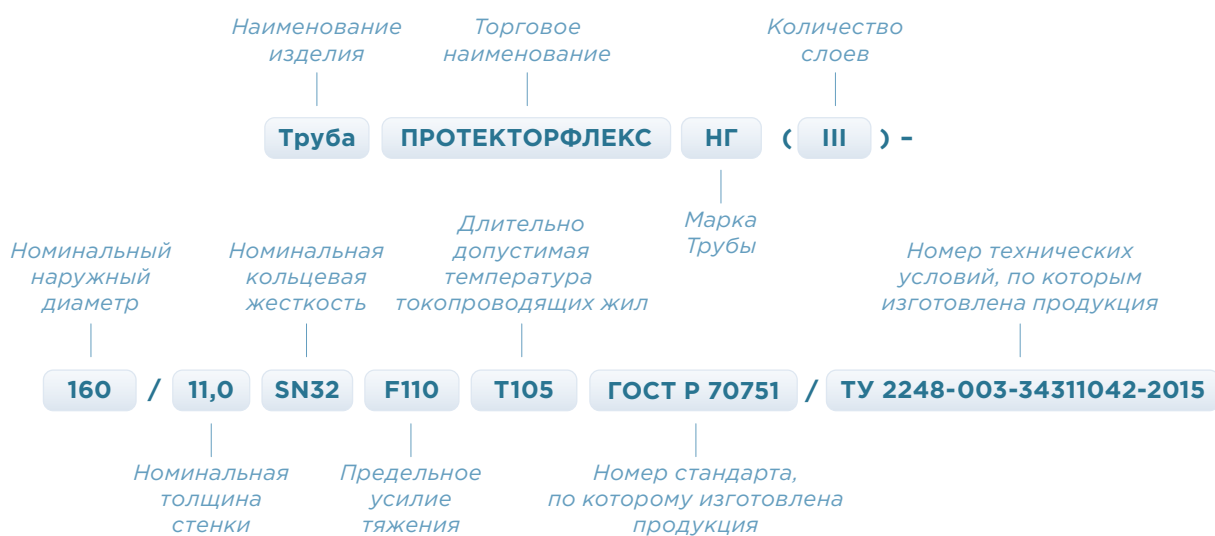 Наименование
изделия
Торговое
наименование
Количество
слоев
Труба ПРОТЕКТОРФЛЕКС НГ ( III ) –
Марка
Трубы
Номинальный
наружный
диаметр
Номинальная
кольцевая
жесткость
Длительно
допустимая
температура
токопроводящих жил
Номер технических
условий, по которым
изготовлена продукция
160 / 11,0 SN32 F110 T105 ГОСТ Р 70751 / ТУ 2248-003-34311042-2015
Номинальная
толщина
стенки
Предельное
усилие
тяжения
Номер стандарта,
по которому изготовлена
продукция